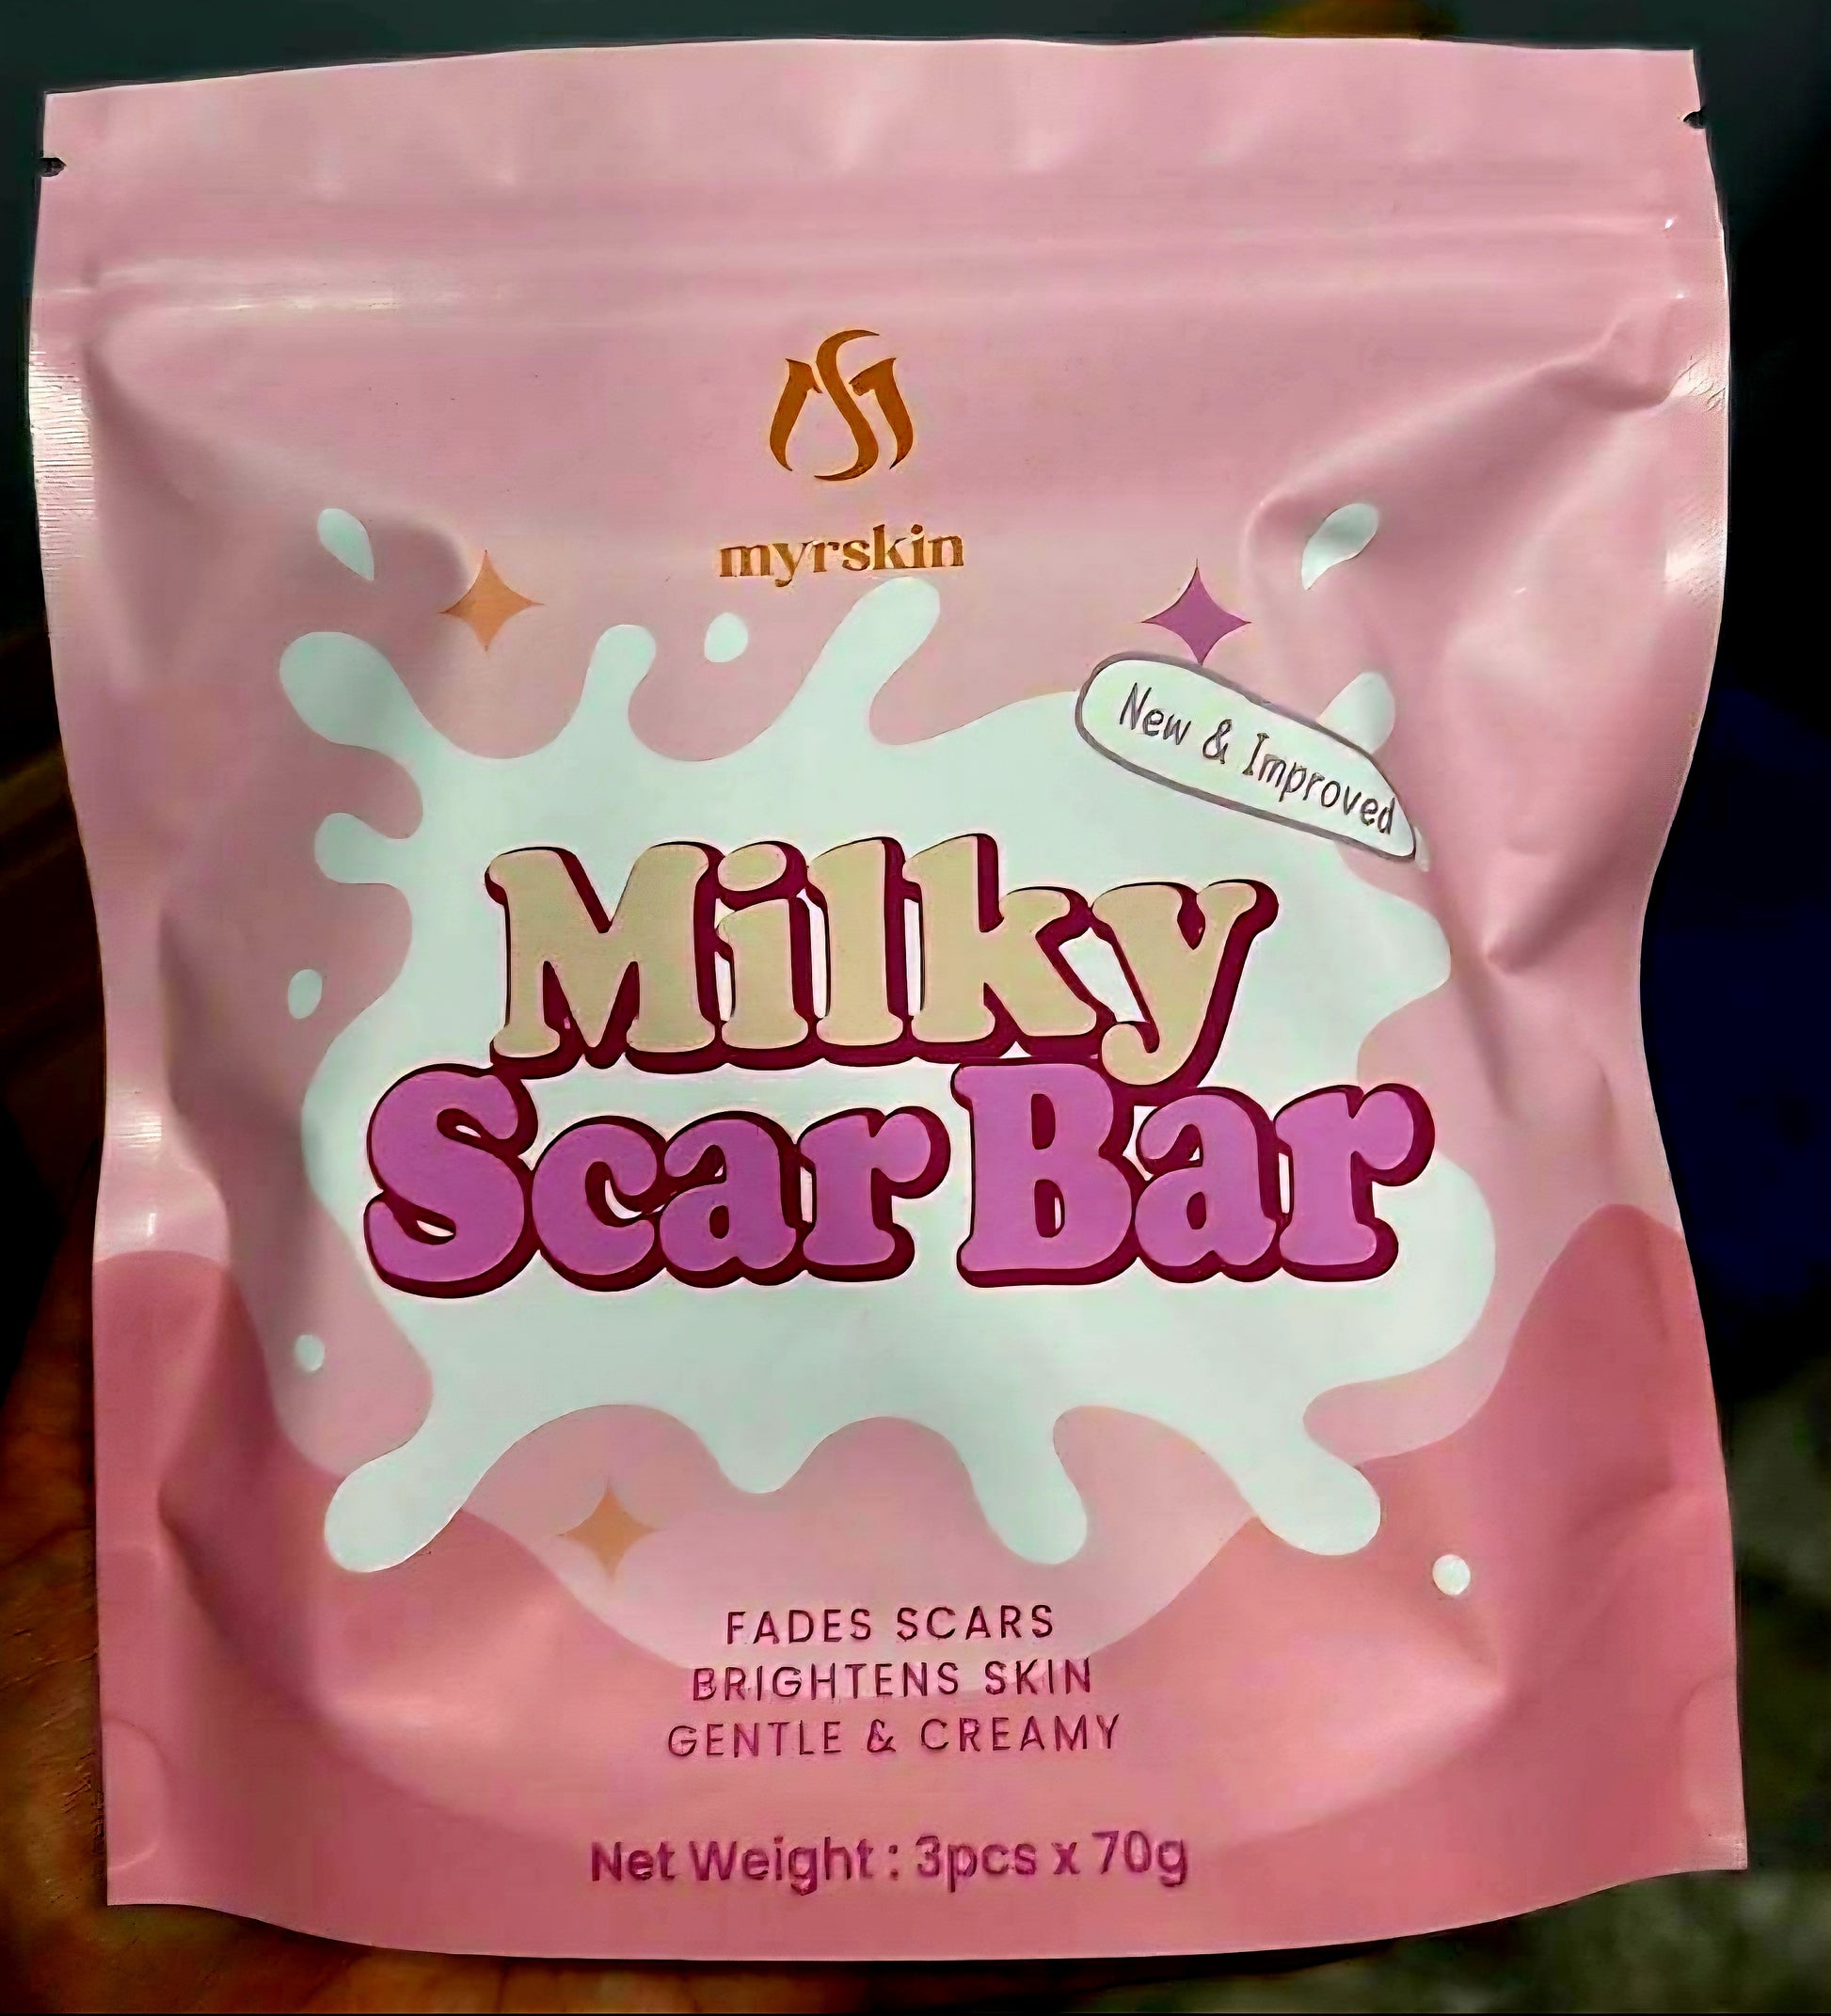 myrskin
New & Improved
Milky
Scar Bar
FADES SCARS
BRIGHTENS SKIN
GENTLE & CREAMY
Net Weight : 3pcs x 70g